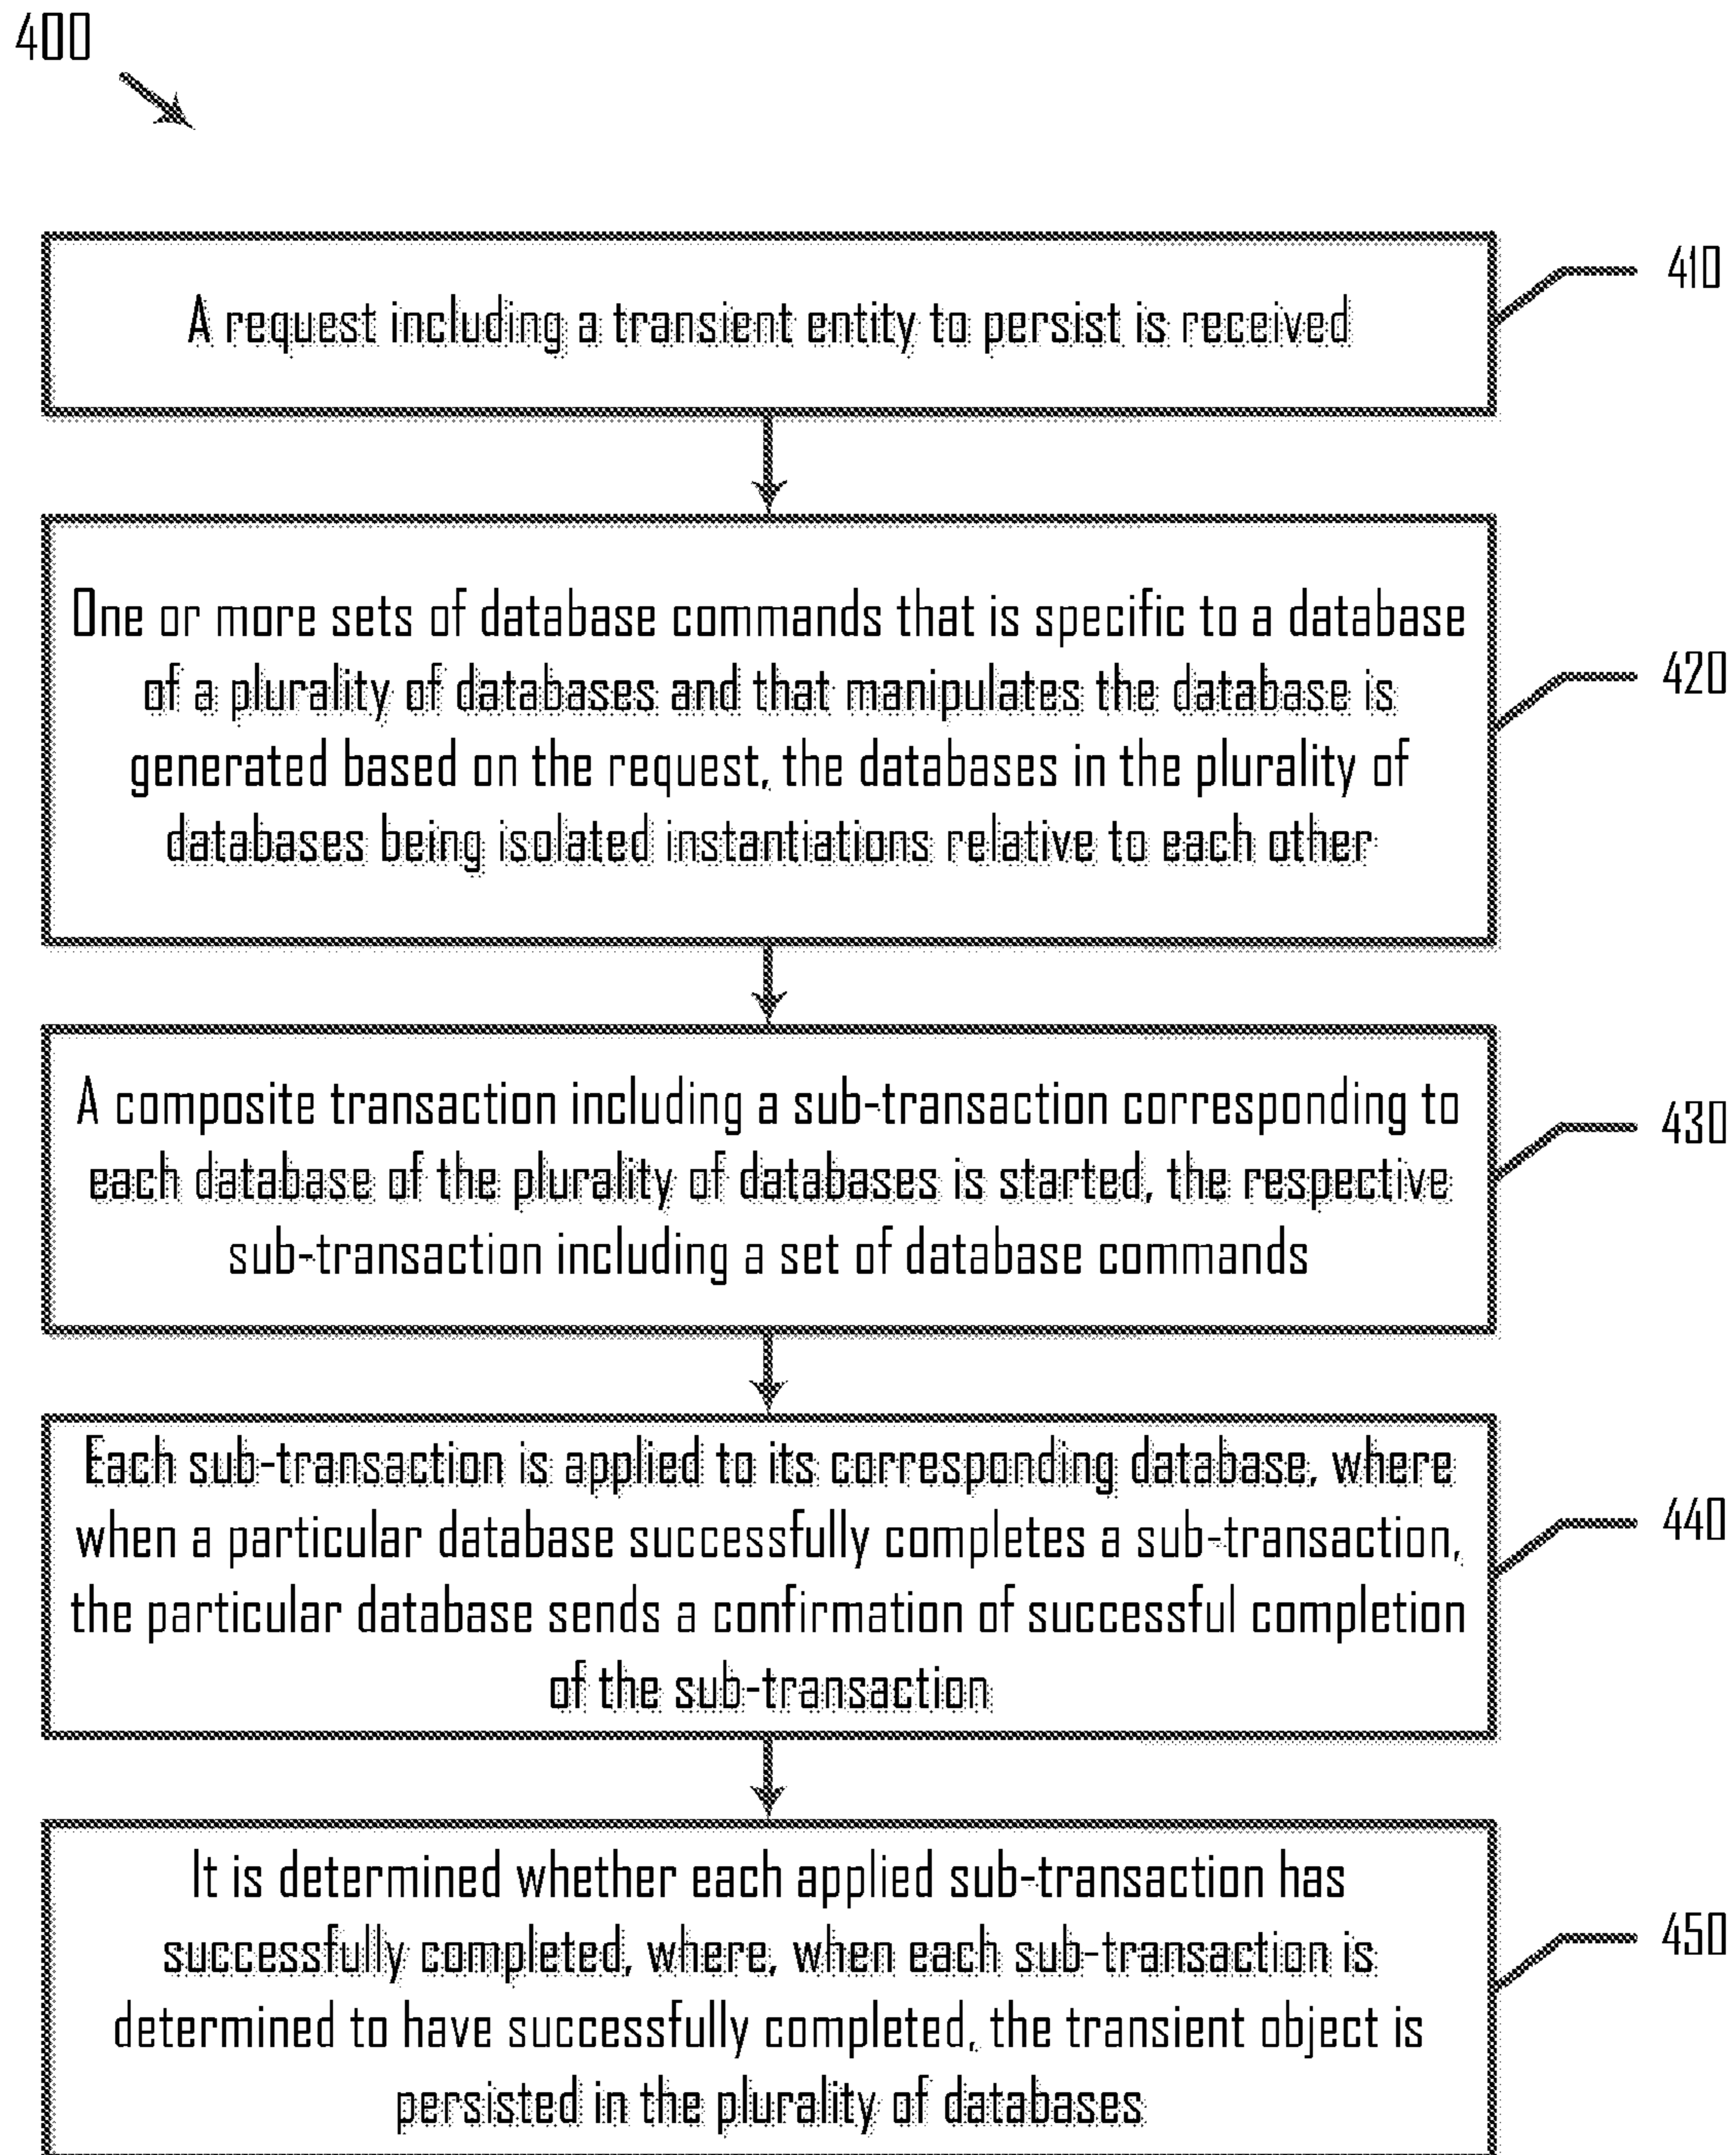 400
A request including a transient entity to persist is received
410
One or more sets of database commands that is specific to a database
of a plurality of databases and that manipulates the database is
generated based on the request, the databases in the plurality of
databases being isolated instantiations relative to each other
420
A composite transaction including a sub-transaction corresponding to
each database of the plurality of databases is started, the respective
sub-transaction including a set of database commands
430
Each sub-transaction is applied to its corresponding database, where
when a particular database successfully completes a sub-transaction,
the particular database sends a confirmation of successful completion
of the sub-transaction
440
It is determined whether each applied sub-transaction has
successfully completed, where, when each sub-transaction is
determined to have successfully completed, the transient object is
persisted in the plurality of databases
450